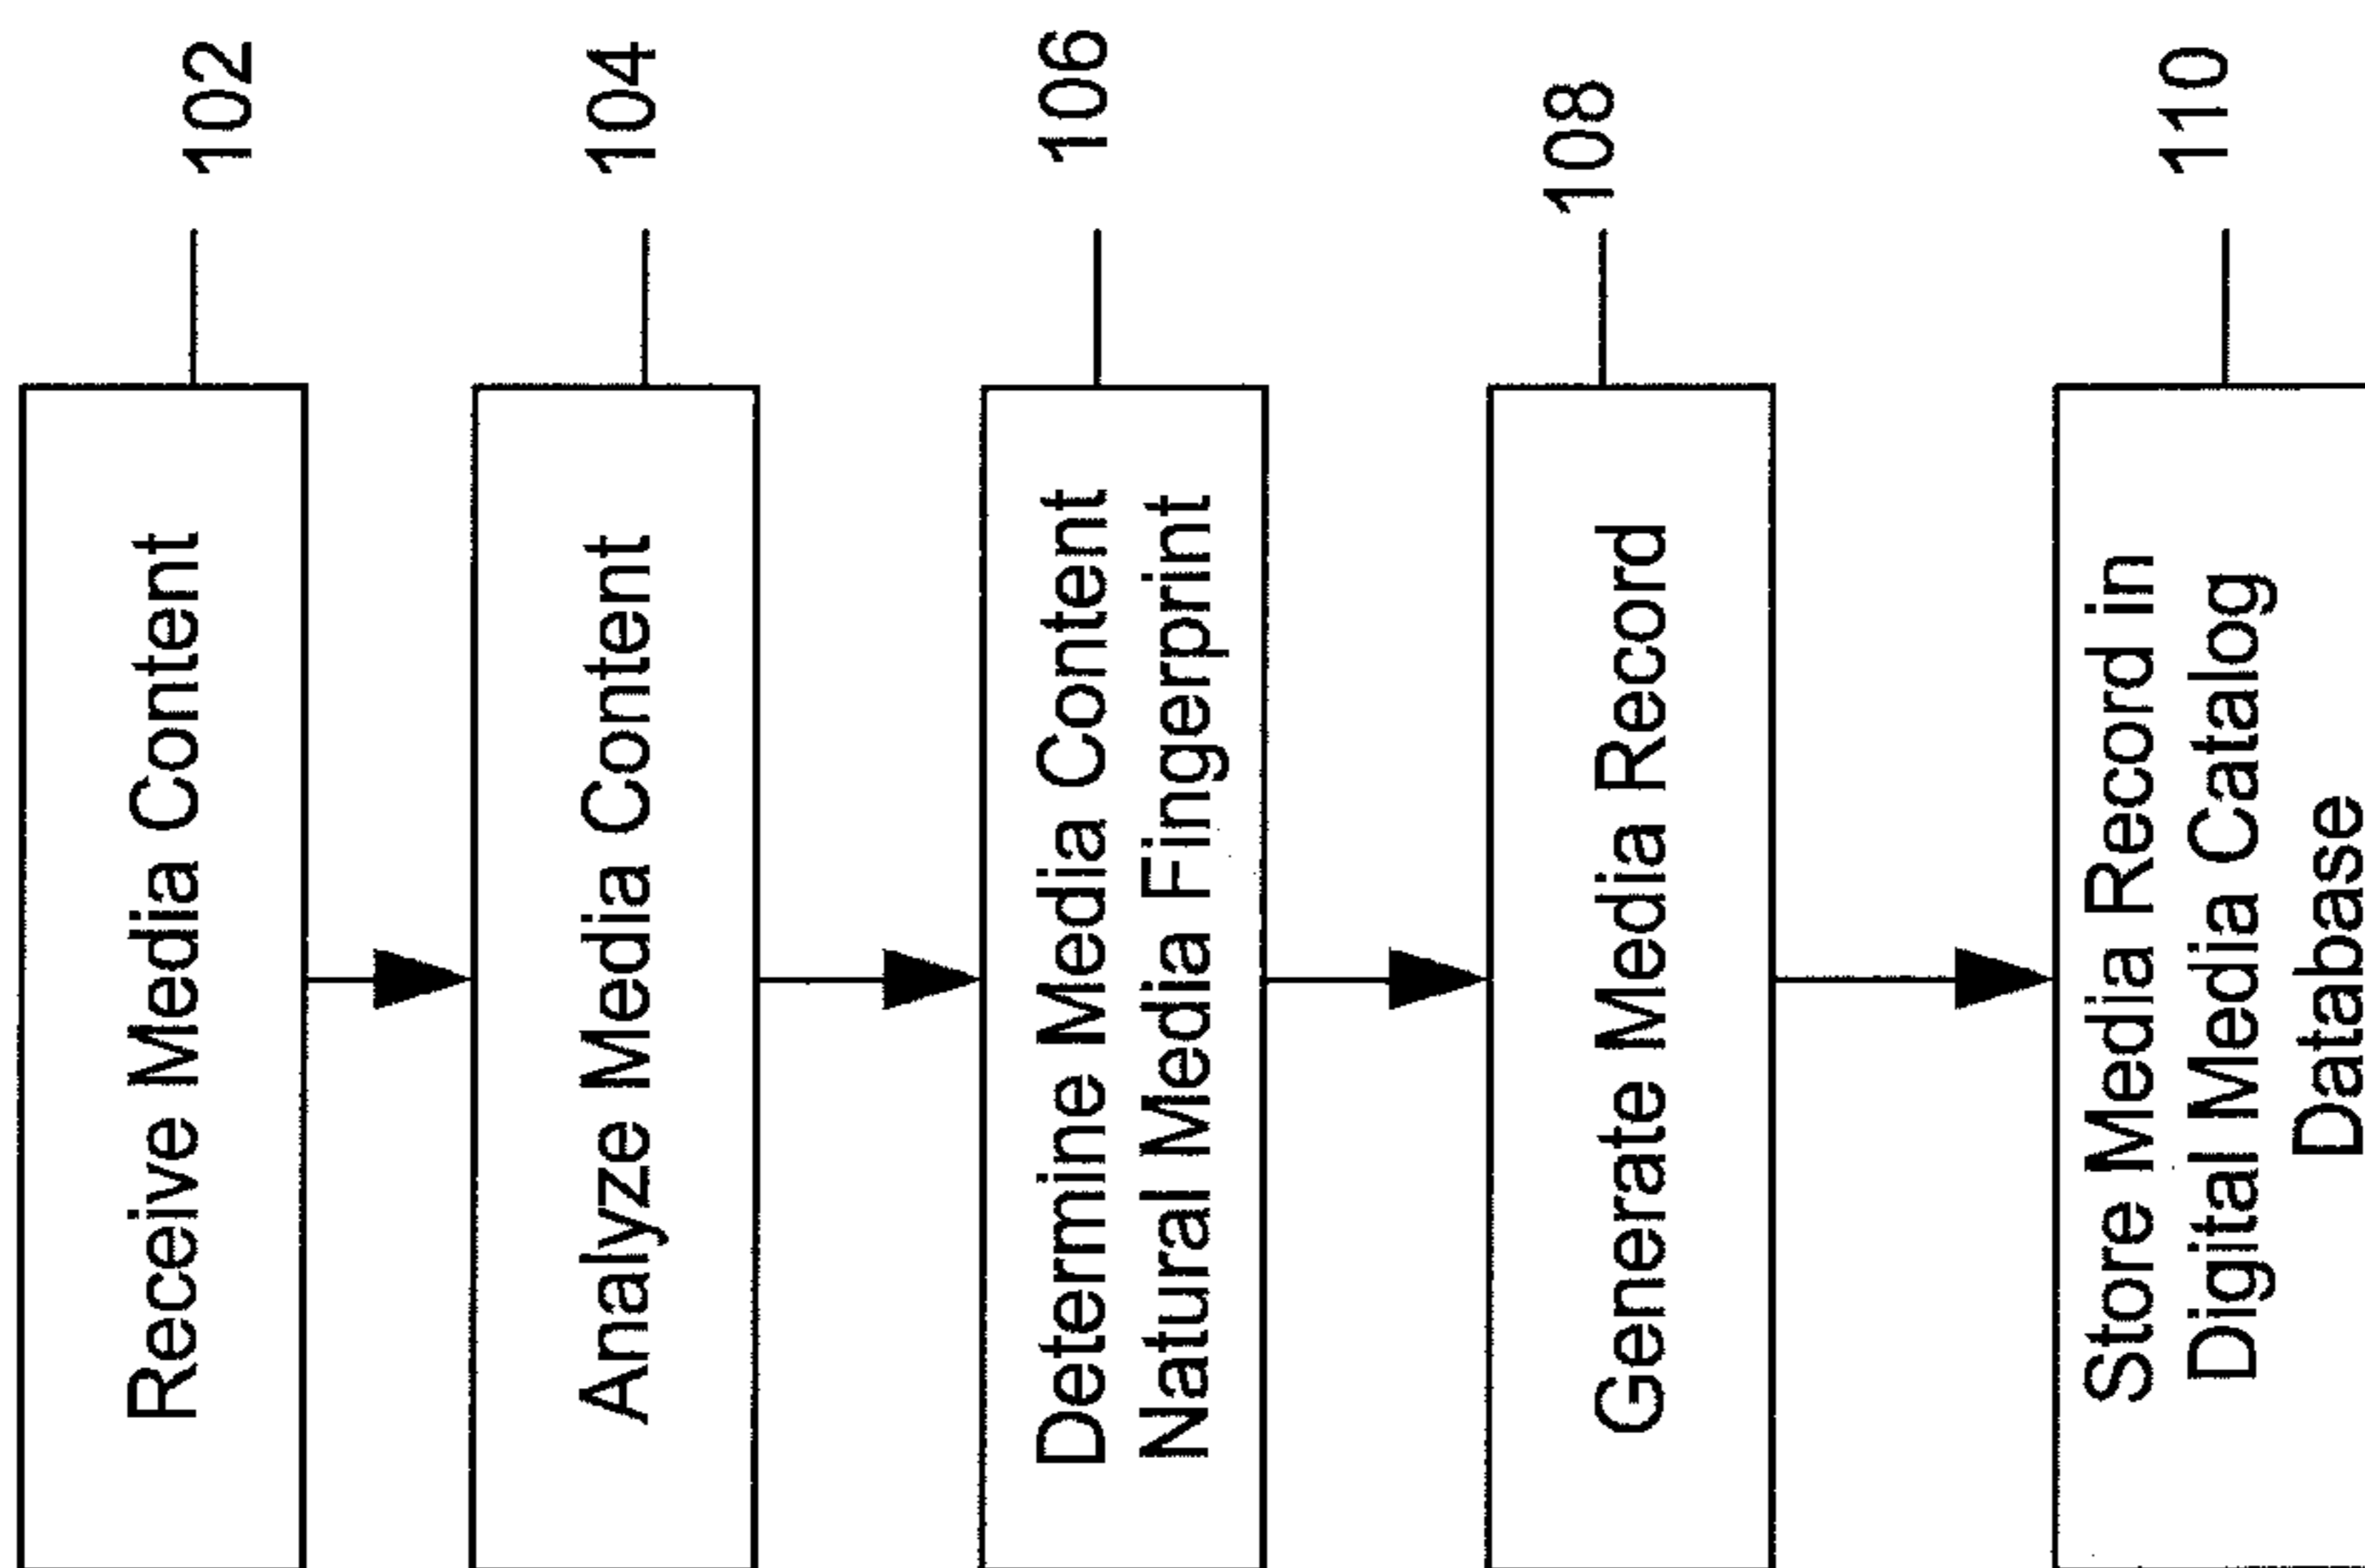 Receive Media Content
102
Analyze Media Content
104
Determine Media Content
Natural Media Fingerprint
106
Generate Media Record
108
Store Media Record in
Digital Media Catalog
Database
110